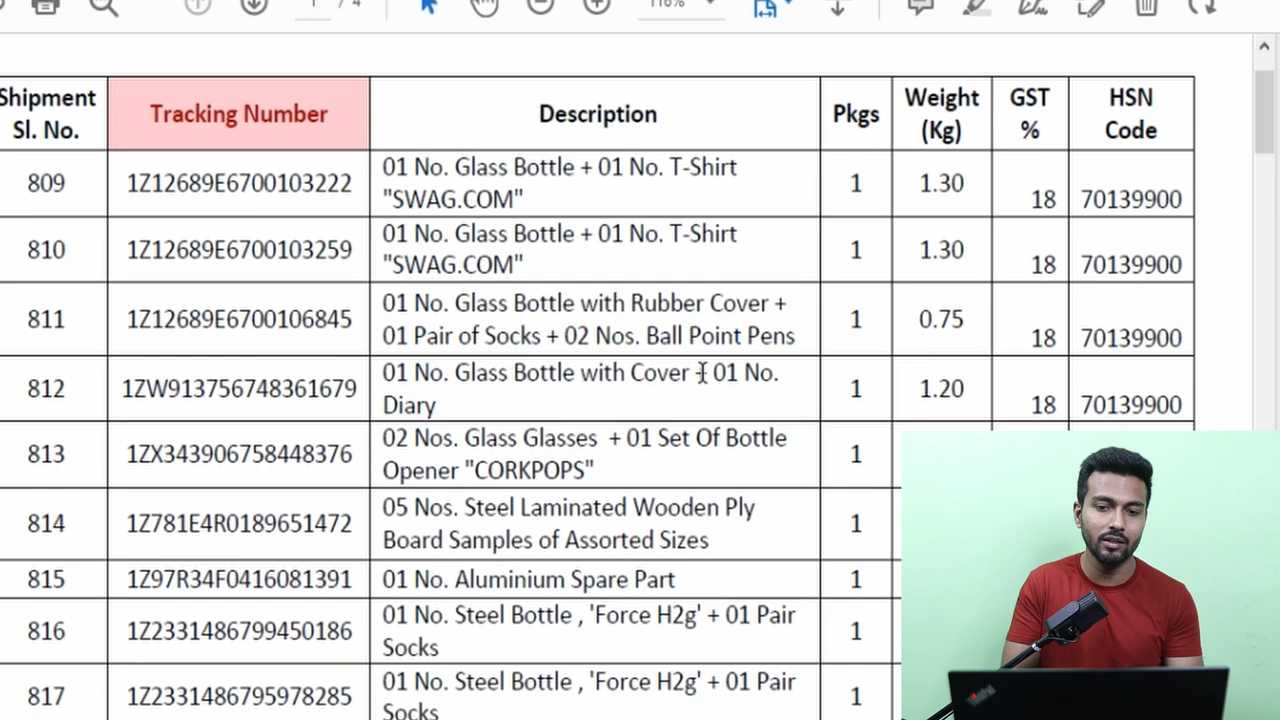 1 / 4
116%
Shipment Sl. No. Tracking Number Description Pkgs Weight (Kg) GST % HSN Code
809 1Z12689E6700103222 01 No. Glass Bottle + 01 No. T-Shirt "SWAG.COM" 1 1.30 18 70139900
810 1Z12689E6700103259 01 No. Glass Bottle + 01 No. T-Shirt "SWAG.COM" 1 1.30 18 70139900
811 1Z12689E6700106845 01 No. Glass Bottle with Rubber Cover + 01 Pair of Socks + 02 Nos. Ball Point Pens 1 0.75 18 70139900
812 1ZW913756748361679 01 No. Glass Bottle with Cover + 01 No. Diary 1 1.20 18 70139900
813 1ZX343906758448376 02 Nos. Glass Glasses + 01 Set Of Bottle Opener "CORKPOPS" 1
814 1Z781E4R0189651472 05 Nos. Steel Laminated Wooden Ply Board Samples of Assorted Sizes 1
815 1Z97R34F0416081391 01 No. Aluminium Spare Part 1
816 1Z2331486799450186 01 No. Steel Bottle , 'Force H2g' + 01 Pair Socks 1
817 1Z2331486795978285 01 No. Steel Bottle , 'Force H2g' + 01 Pair Socks 1
ThinkPad